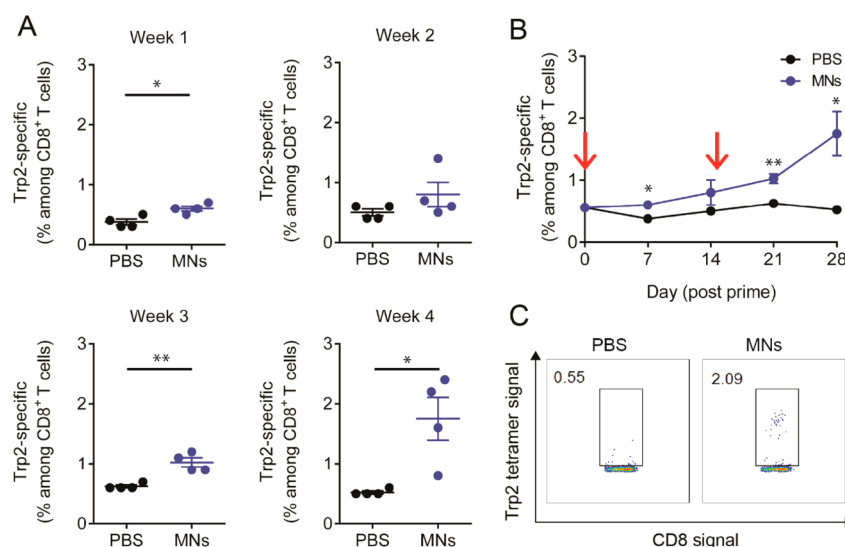 A
Week 1
Trp2-specific
(% among CD8+ T cells)
3
2
1
0
*
PBS
MNs
Week 2
Trp2-specific
(% among CD8+ T cells)
3
2
1
0
PBS
MNs
Week 3
Trp2-specific
(% among CD8+ T cells)
3
2
1
0
**
PBS
MNs
Week 4
Trp2-specific
(% among CD8+ T cells)
3
2
1
0
*
PBS
MNs
B
Trp2-specific
(% among CD8+ T cells)
3
2
1
0
PBS
MNs
*
**
*
0 7 14 21 28
Day (post prime)
C
PBS
MNs
Trp2 tetramer signal
0.55
2.09
CD8 signal